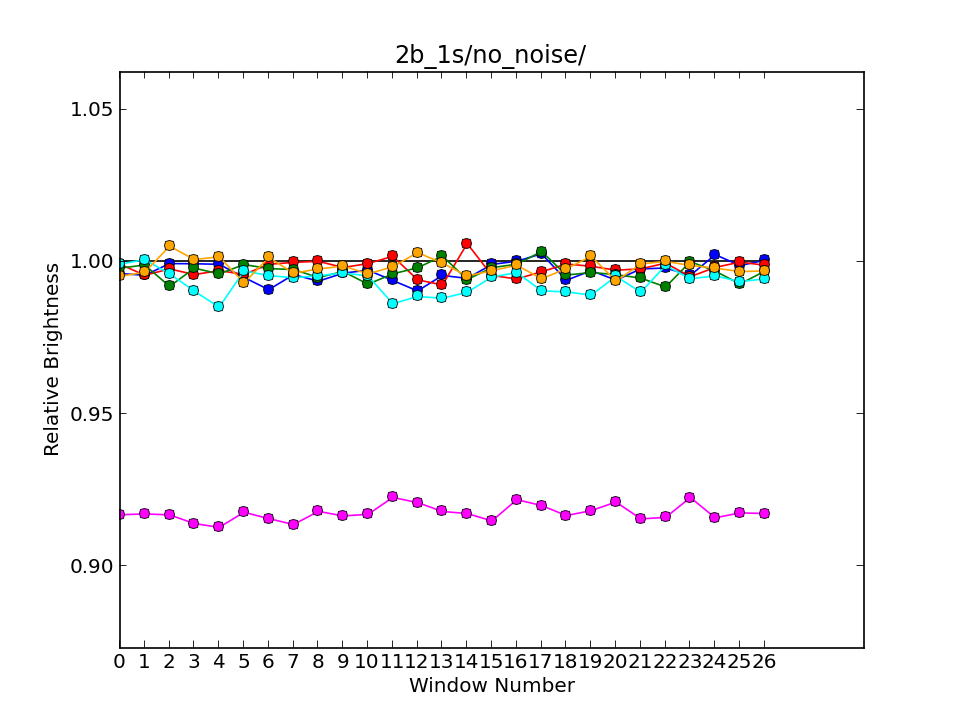 2b_1s/no_noise/
1.05
1.00
0.95
0.90
Relative Brightness
0 1 2 3 4 5 6 7 8 9 10 11 12 13 14 15 16 17 18 19 20 21 22 23 24 25 26
Window Number